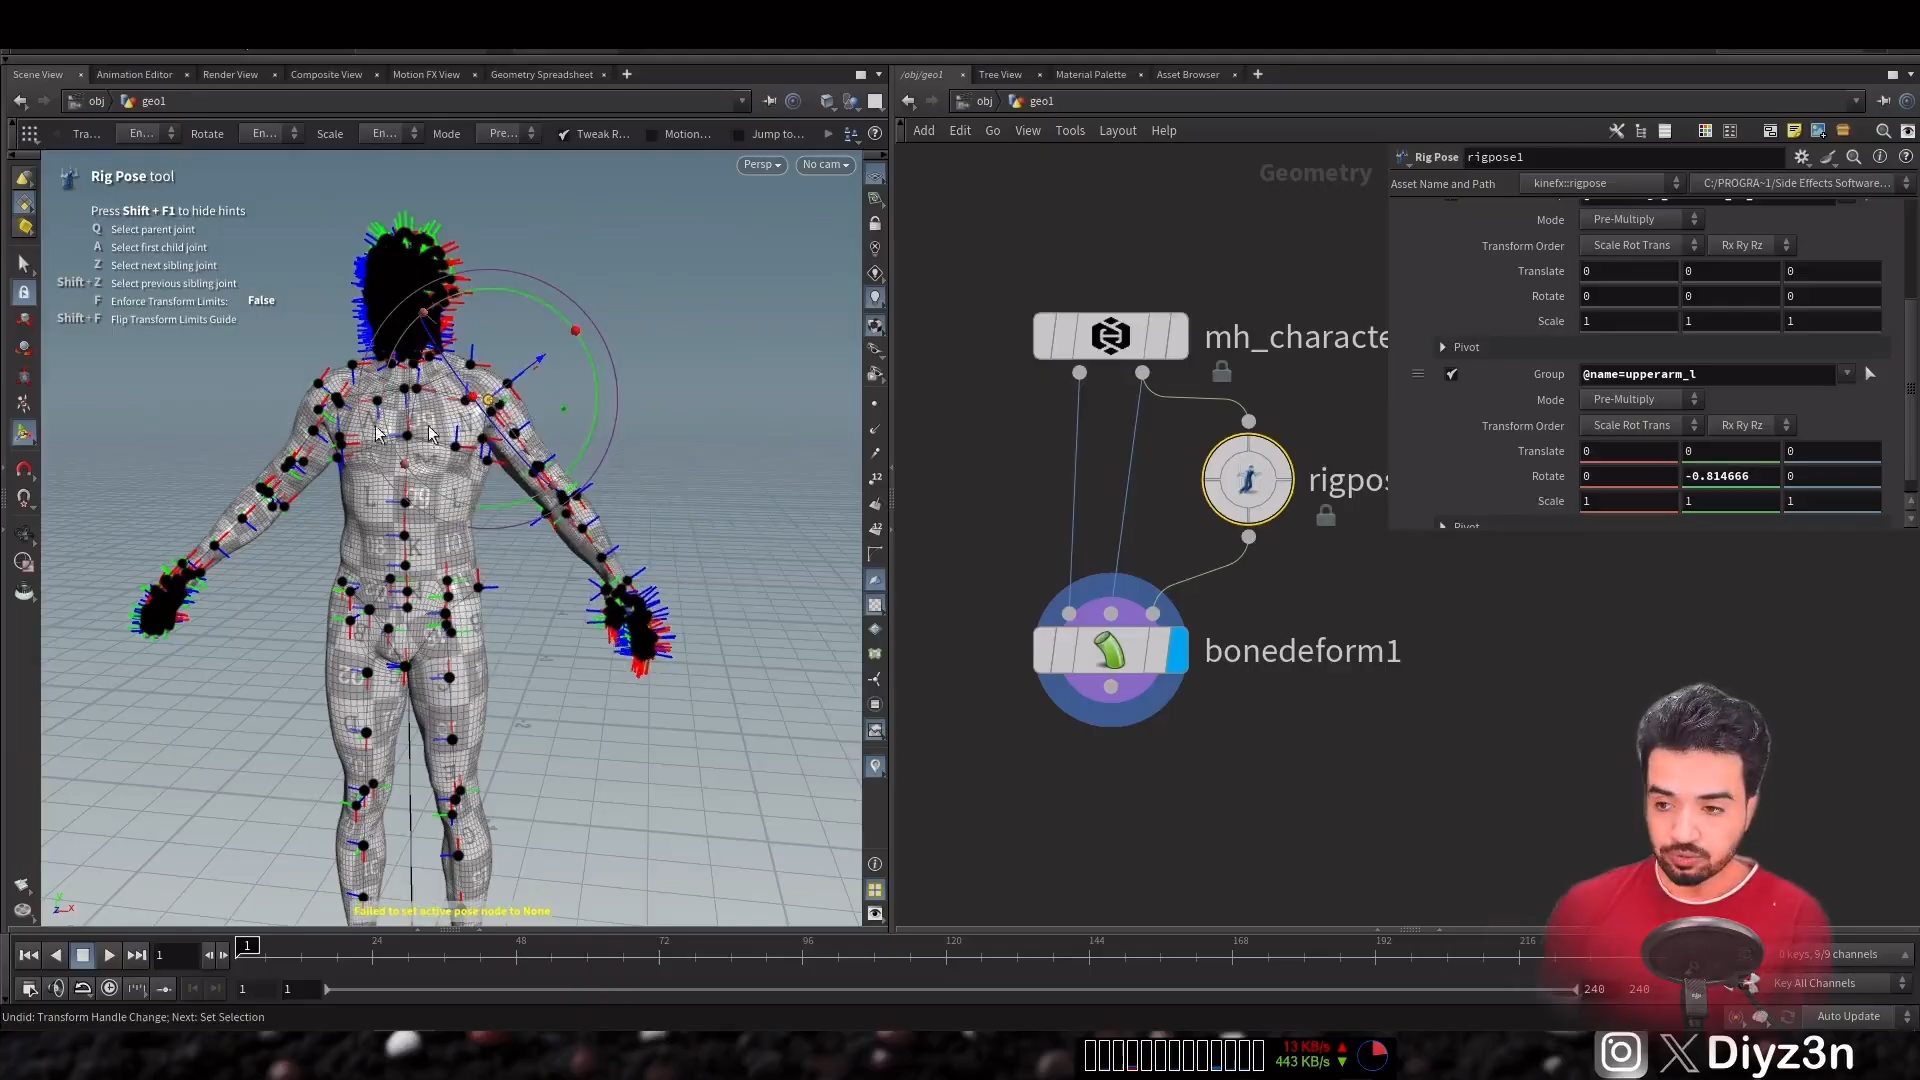 Scene View
Animation Editor
Render View
Composite View
Motion FX View
Geometry Spreadsheet
/obj/geo1
Tree View
Material Palette
Asset Browser
obj
geo1
obj
geo1
Tra...
En...
Rotate
En...
Scale
En...
Mode
Pre...
Tweak R...
Motion...
Jump to...
Add
Edit
Go
View
Tools
Layout
Help
Rig Pose tool
Persp
No cam
Press Shift + F1 to hide hints
Q Select parent joint
A Select first child joint
Z Select next sibling joint
Shift + Z Select previous sibling joint
F Enforce Transform Limits: False
Shift + F Flip Transform Limits Guide
Failed to set active pose node to None
Geometry
mh_characte
rigpos
bonedeform1
Rig Pose
rigpose1
Asset Name and Path
kinefx::rigpose
C:/PROGRA~1/Side Effects Software...
Mode
Pre-Multiply
Transform Order
Scale Rot Trans
Rx Ry Rz
Translate
0
0
0
Rotate
0
0
0
Scale
1
1
1
Pivot
Group
@name=upperarm_l
Mode
Pre-Multiply
Transform Order
Scale Rot Trans
Rx Ry Rz
Translate
0
0
0
Rotate
0
-0.814666
0
Scale
1
1
1
Pivot
12
12
1
1
24
48
72
96
120
144
168
192
216
0 keys, 9/9 channels
1
1
240
240
Key All Channels
Undid: Transform Handle Change; Next: Set Selection
Auto Update
13 KB/s
443 KB/s
Diyz3n